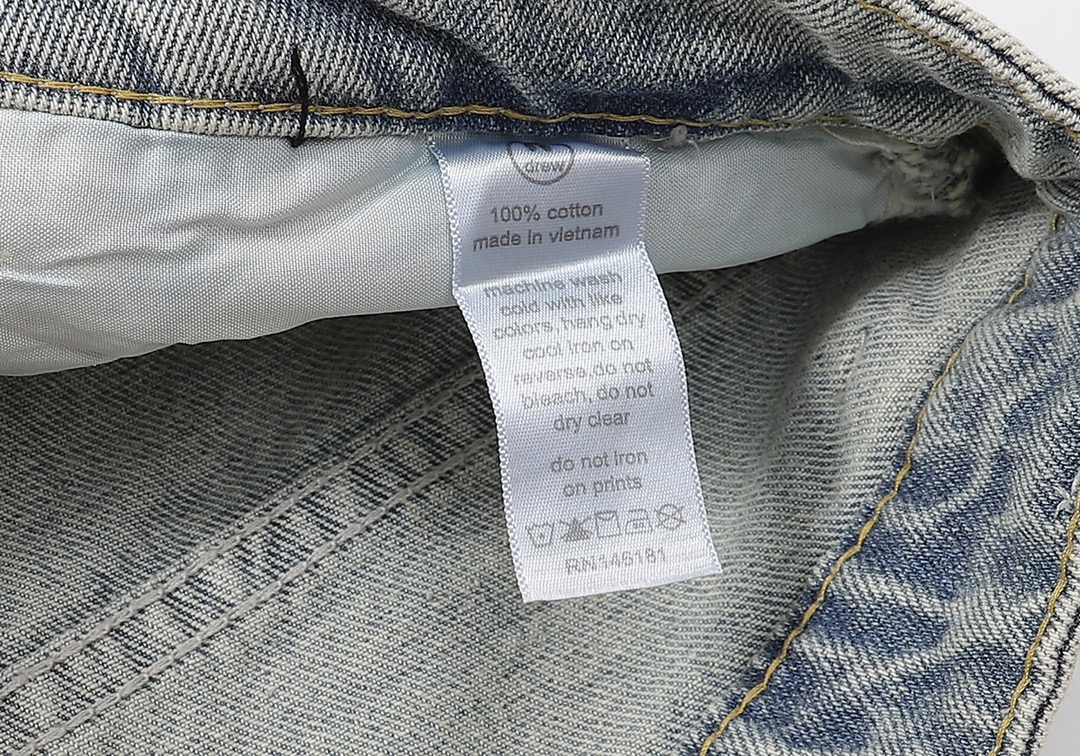 drew
100% cotton
made in vietnam
machine wash
cold with like
colors, hang dry
cool iron on
reverse, do not
bleach, do not
dry clear
do not iron
on prints
RN146181